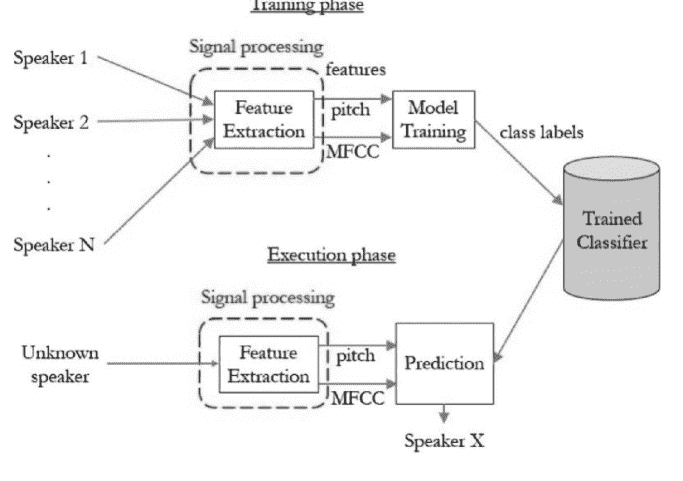 Training phase
Signal processing
Speaker 1
features
Feature
Extraction
pitch
Model
Training
Speaker 2
MFCC
class labels
.
.
.
Trained
Classifier
Speaker N
Execution phase
Signal processing
Unknown
speaker
Feature
Extraction
pitch
MFCC
Prediction
Speaker X